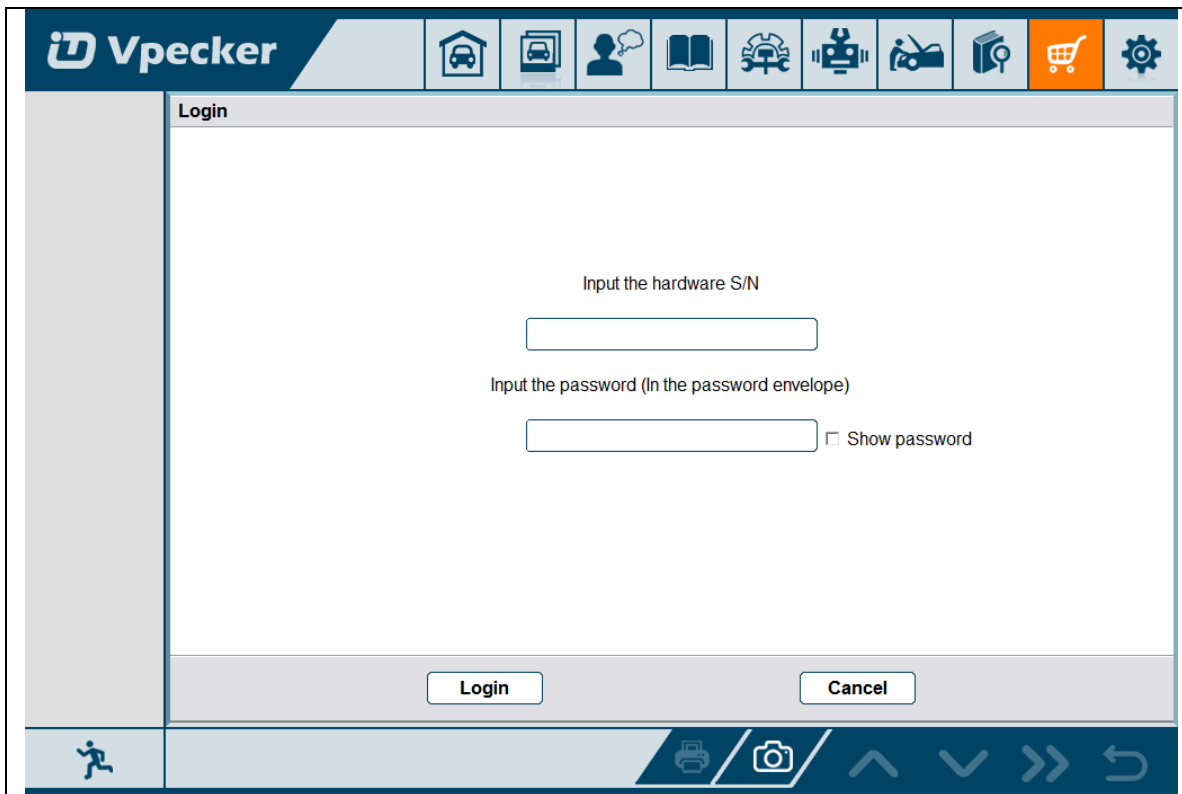 Vpecker
Login
Input the hardware S/N
Input the password (In the password envelope)
Show password
Login
Cancel